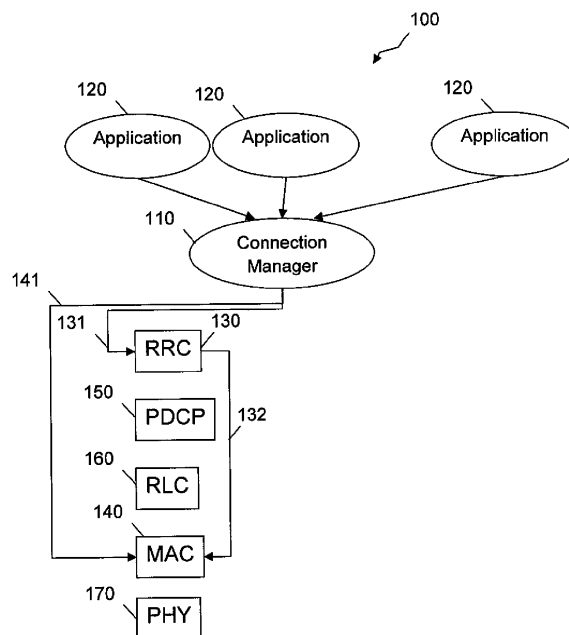 100
120
120
120
Application
Application
Application
110
Connection
Manager
141
131
130
RRC
150
PDCP
132
160
RLC
140
MAC
170
PHY